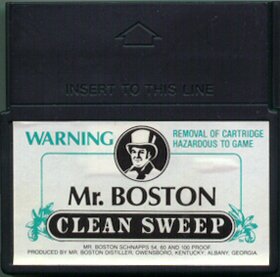 INSERT TO THIS LINE
WARNING
REMOVAL OF CARTRIDGE
HAZARDOUS TO GAME
Mr. BOSTON
CLEAN SWEEP
MR. BOSTON SCHNAPPS 54, 60 AND 100 PROOF
PRODUCED BY MR. BOSTON DISTILLER, OWENSBORO, KENTUCKY; ALBANY, GEORGIA.